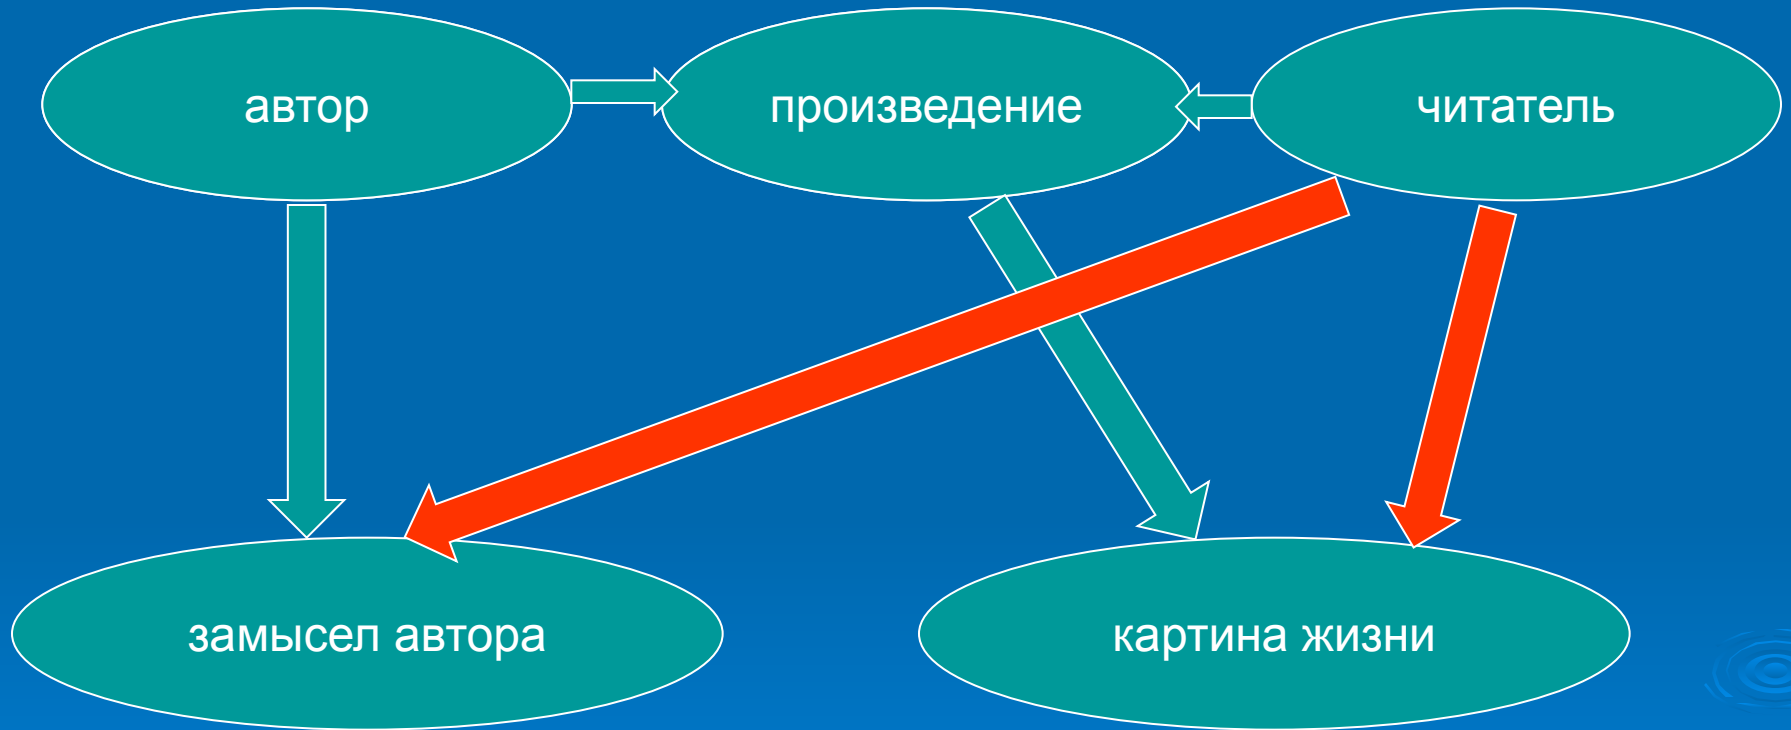 автор
произведение
читатель
замысел автора
картина жизни